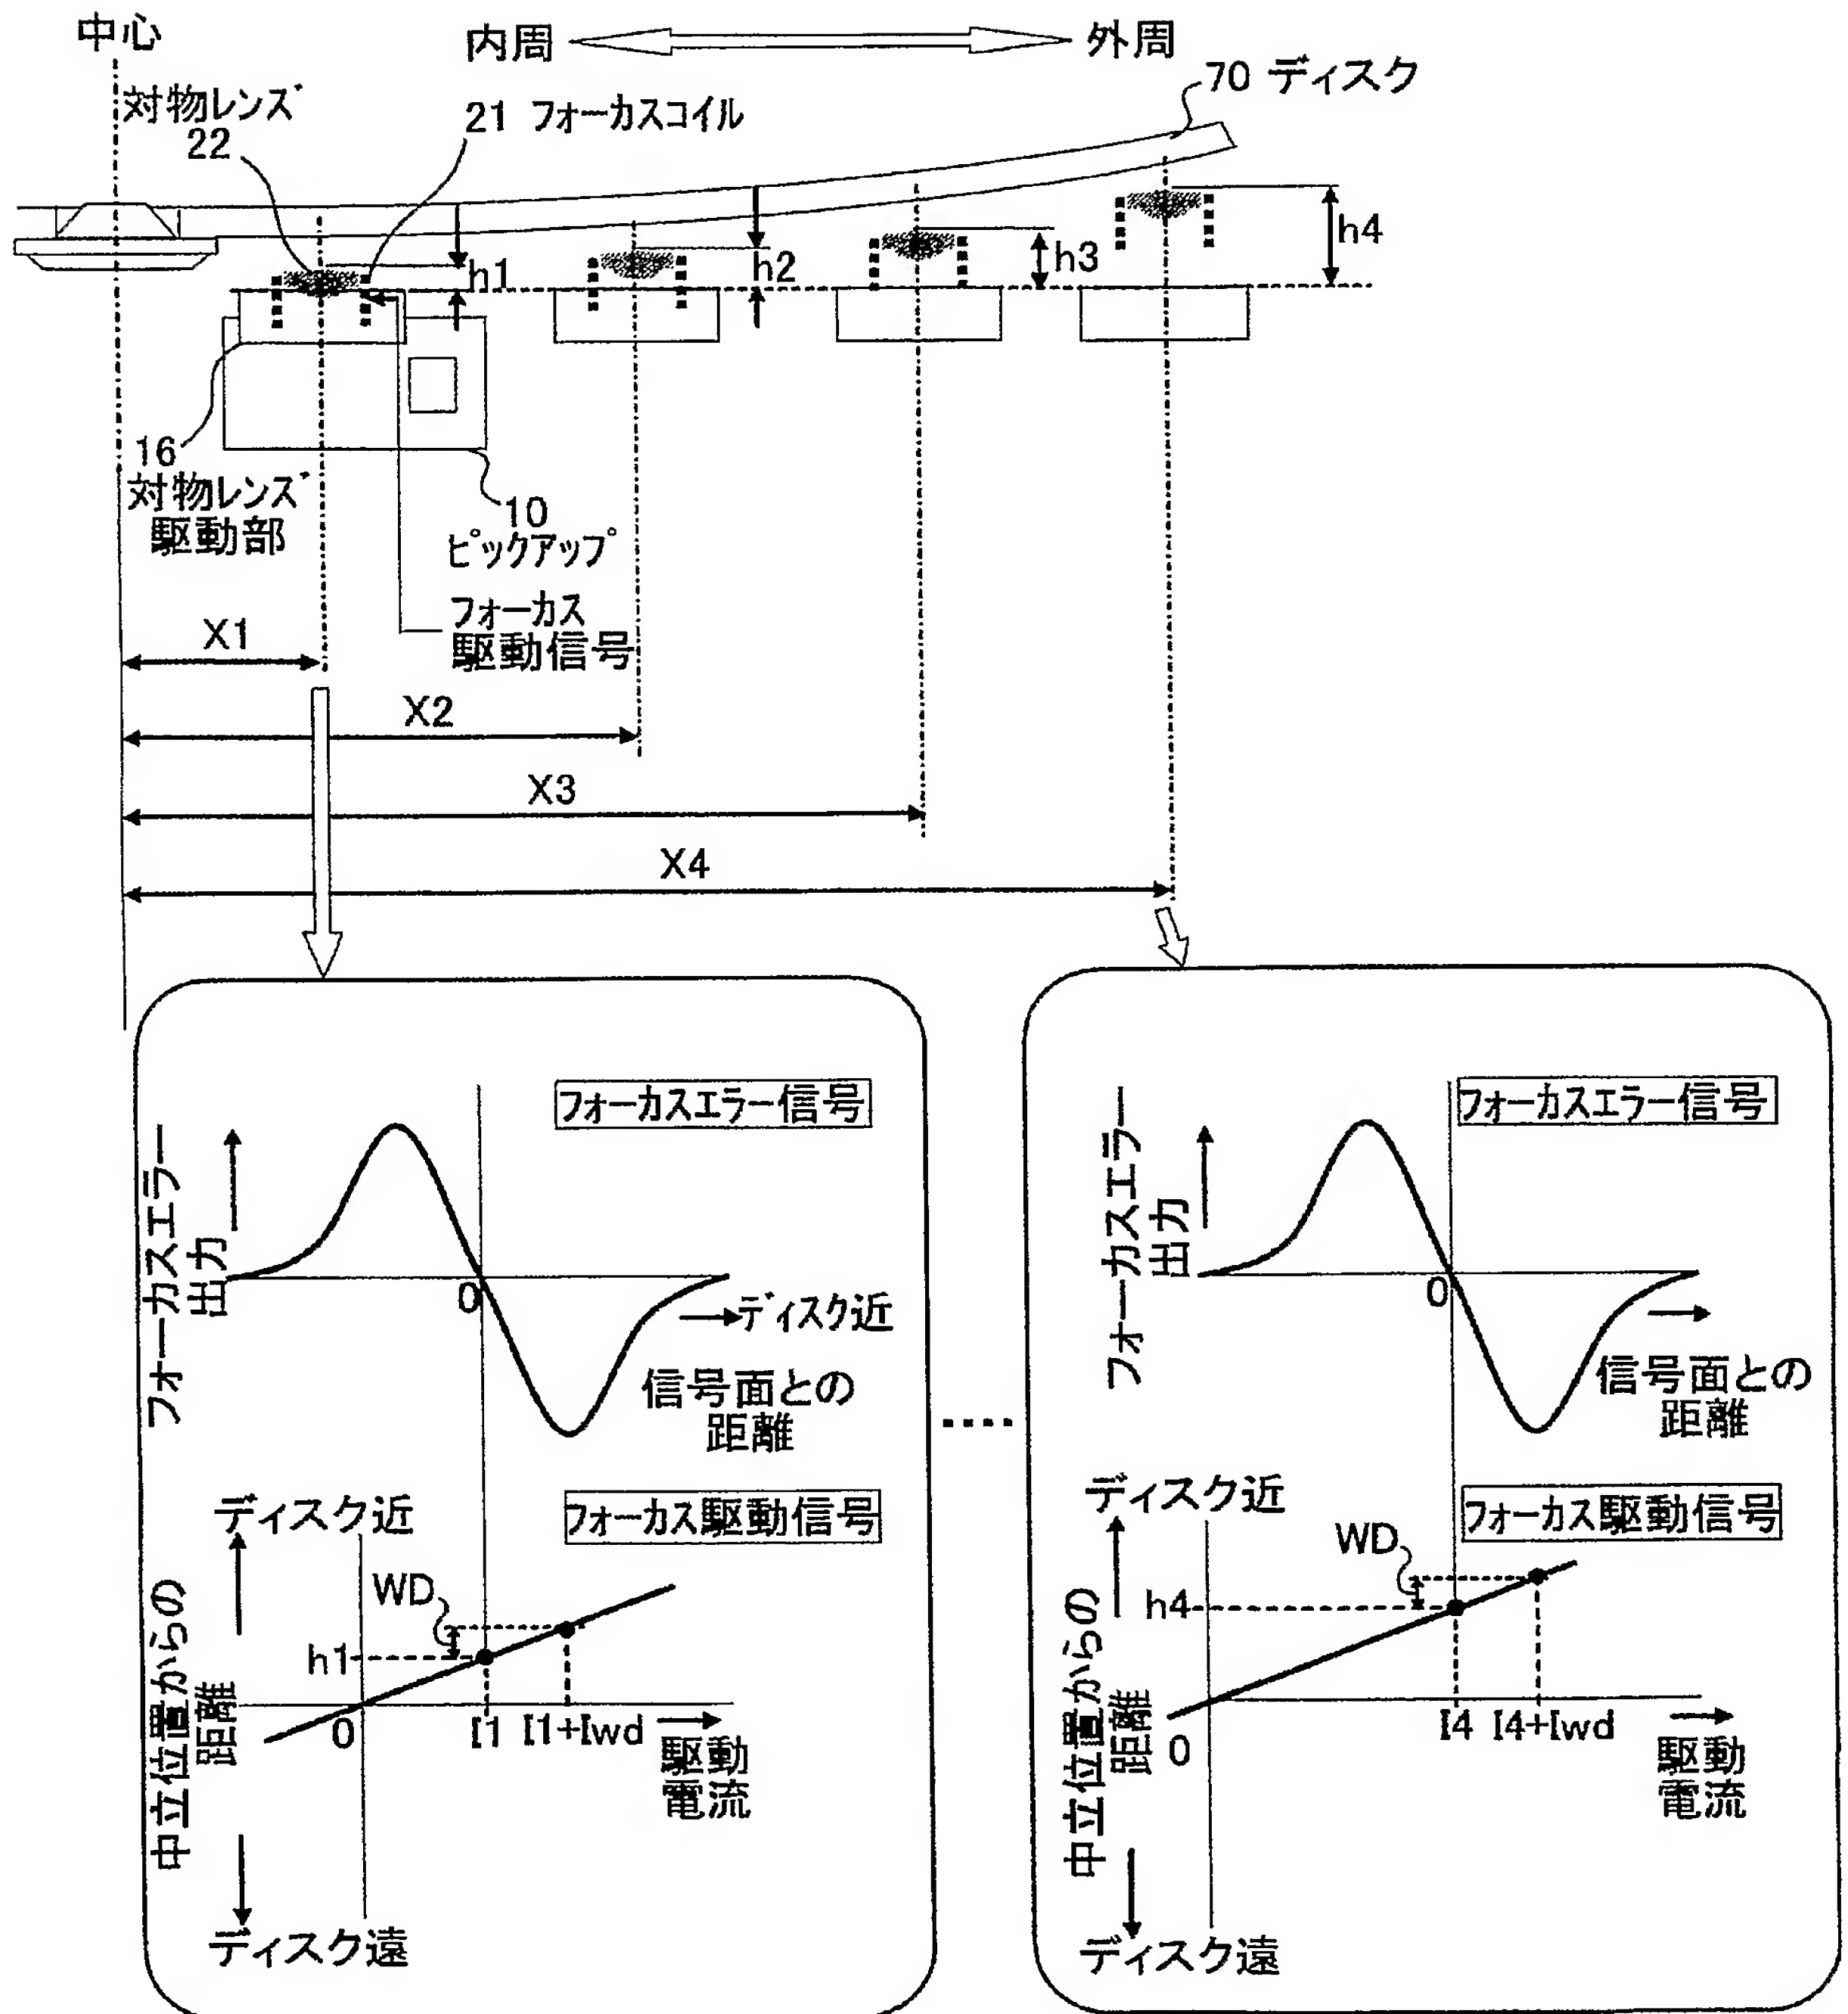 中心
内周
外周
70 ディスク
対物レンズ
22
21 フォーカスコイル
h1
h2
h3
h4
16
対物レンズ
駆動部
10
ピックアップ
フォーカス
駆動信号
X1
X2
X3
X4
フォーカスエラー信号
フォーカスエラー
出力
0
ディスク近
信号面との
距離
ディスク近
フォーカス駆動信号
中立位置からの
距離
WD
h1
0
I1
I1+Iwd
駆動
電流
ディスク遠
フォーカスエラー信号
フォーカスエラー
出力
0
信号面との
距離
ディスク近
フォーカス駆動信号
中立位置からの
距離
WD
h4
0
I4
I4+Iwd
駆動
電流
ディスク遠